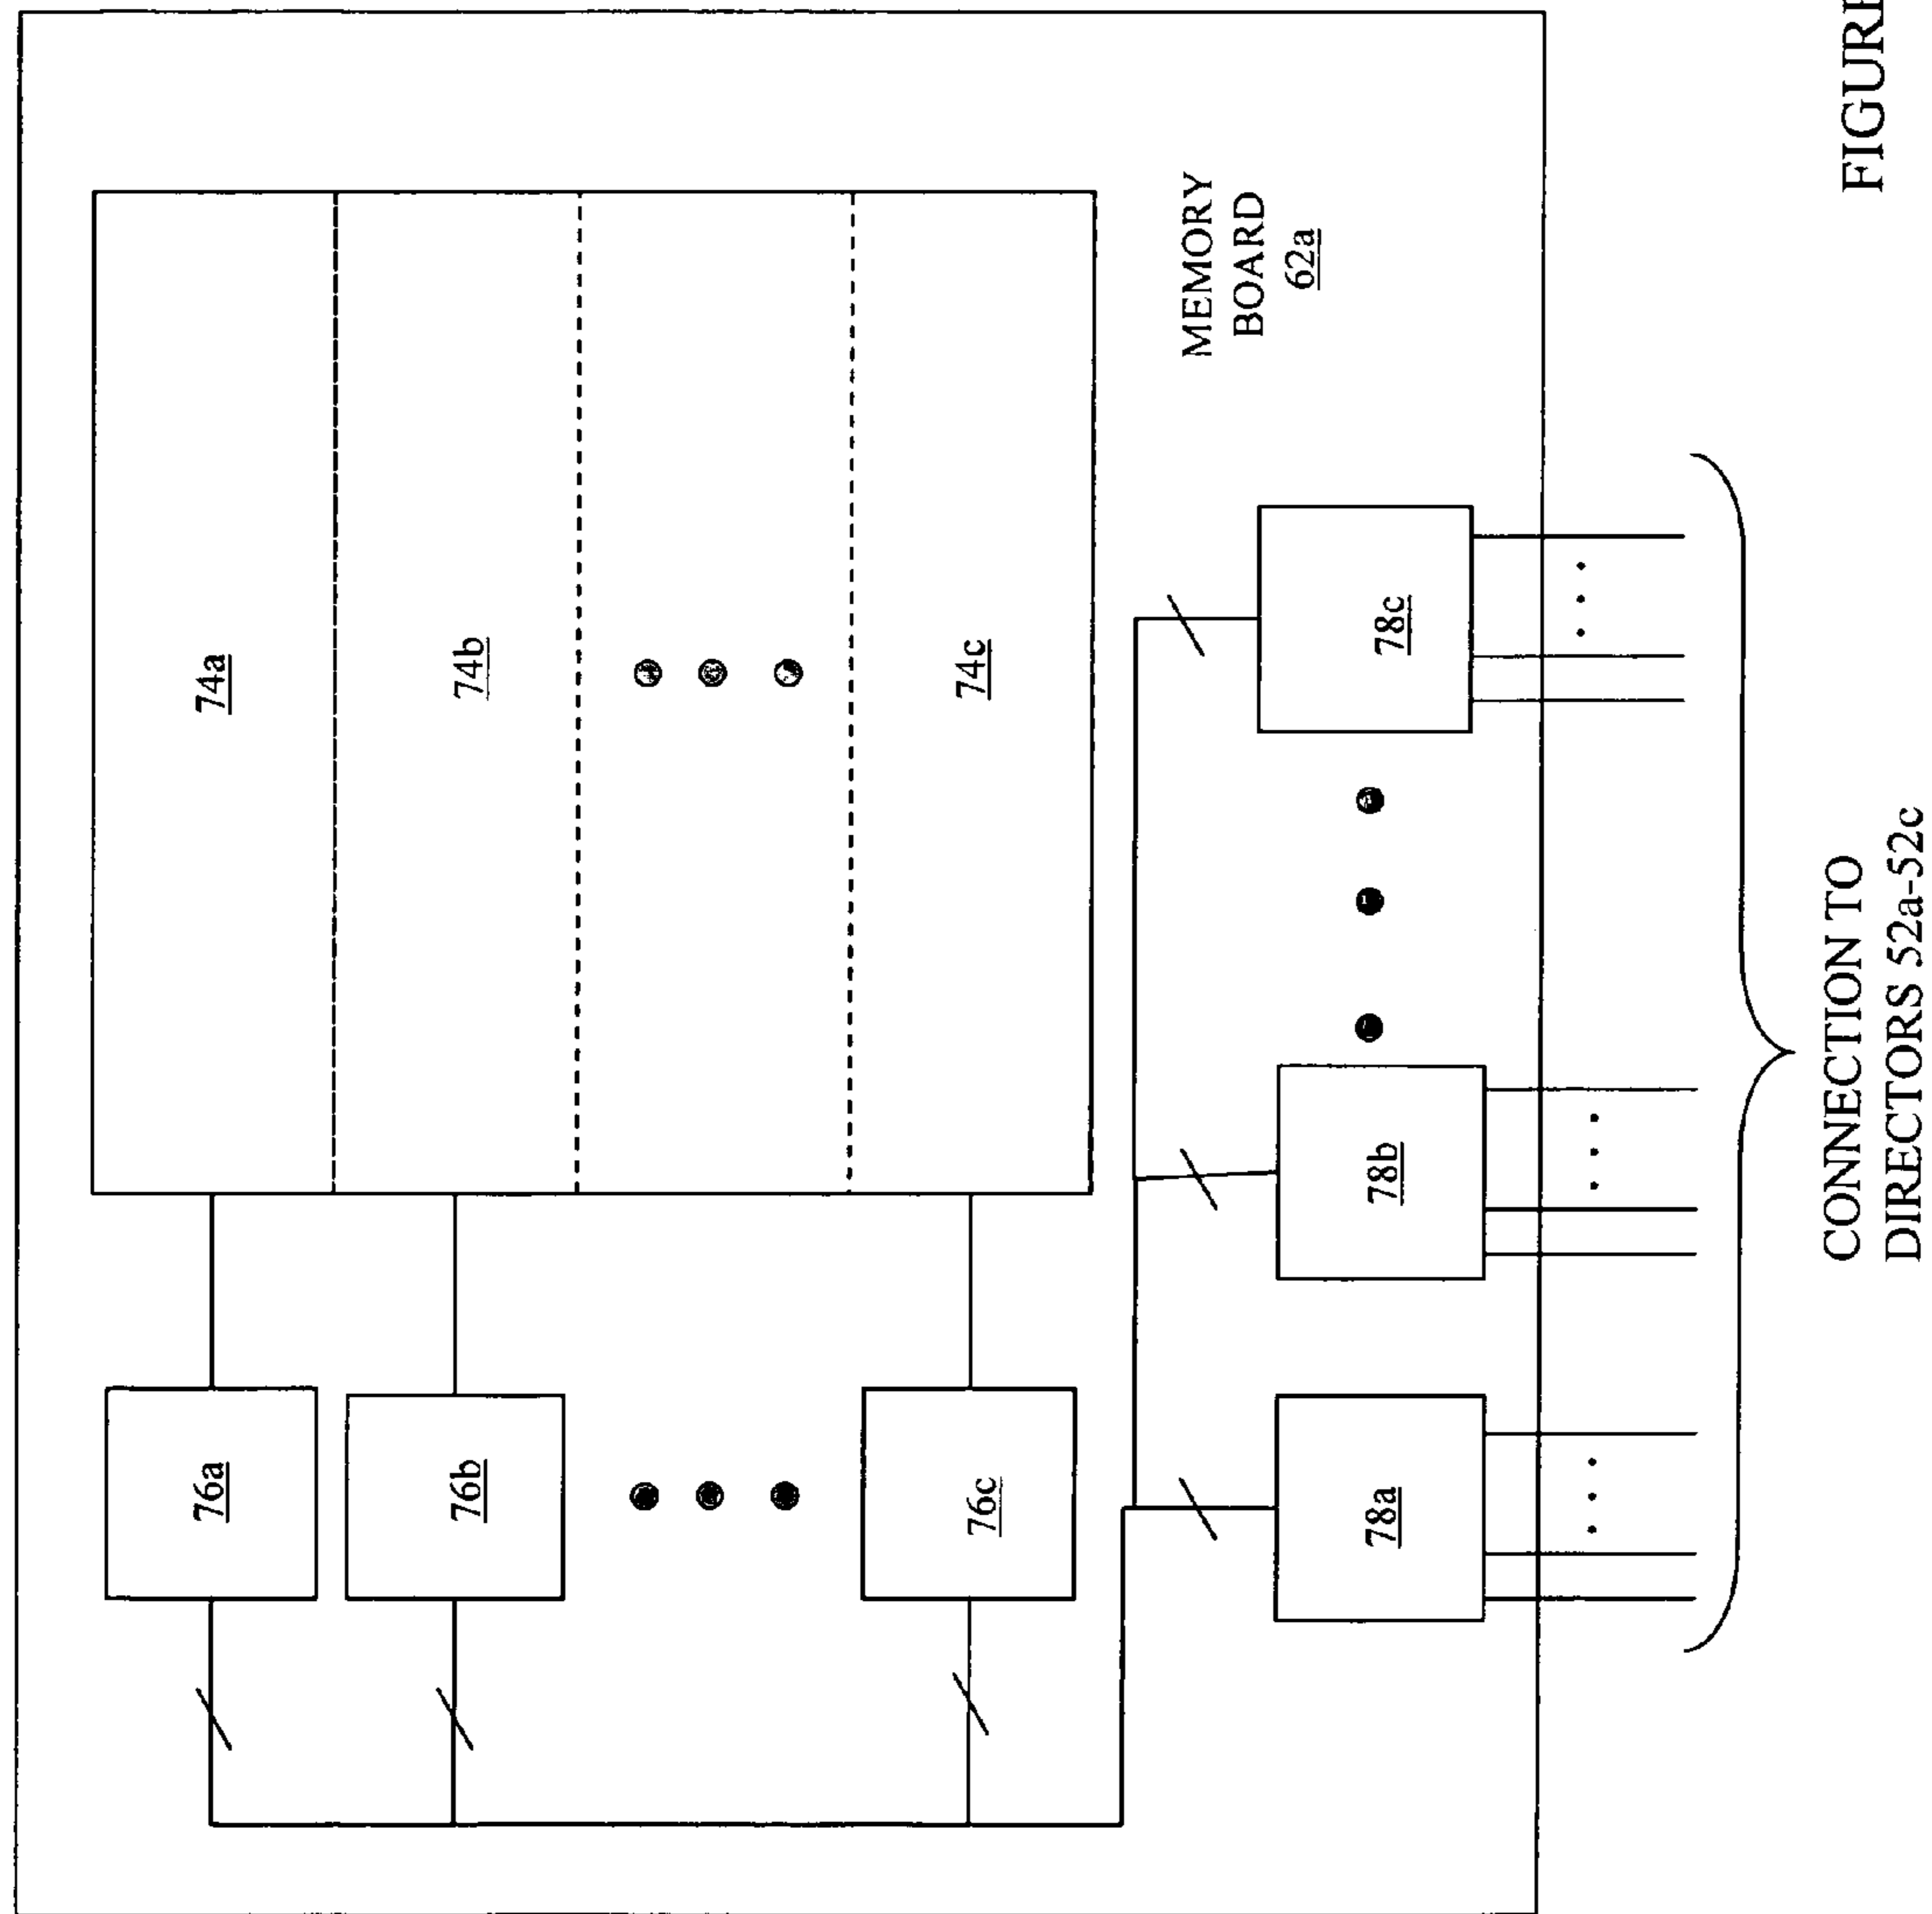 76a
74a
76b
74b
76c
74c
MEMORY
BOARD
62a
78a
78b
78c
CONNECTION TO
DIRECTORS 52a-52c
FIGURE